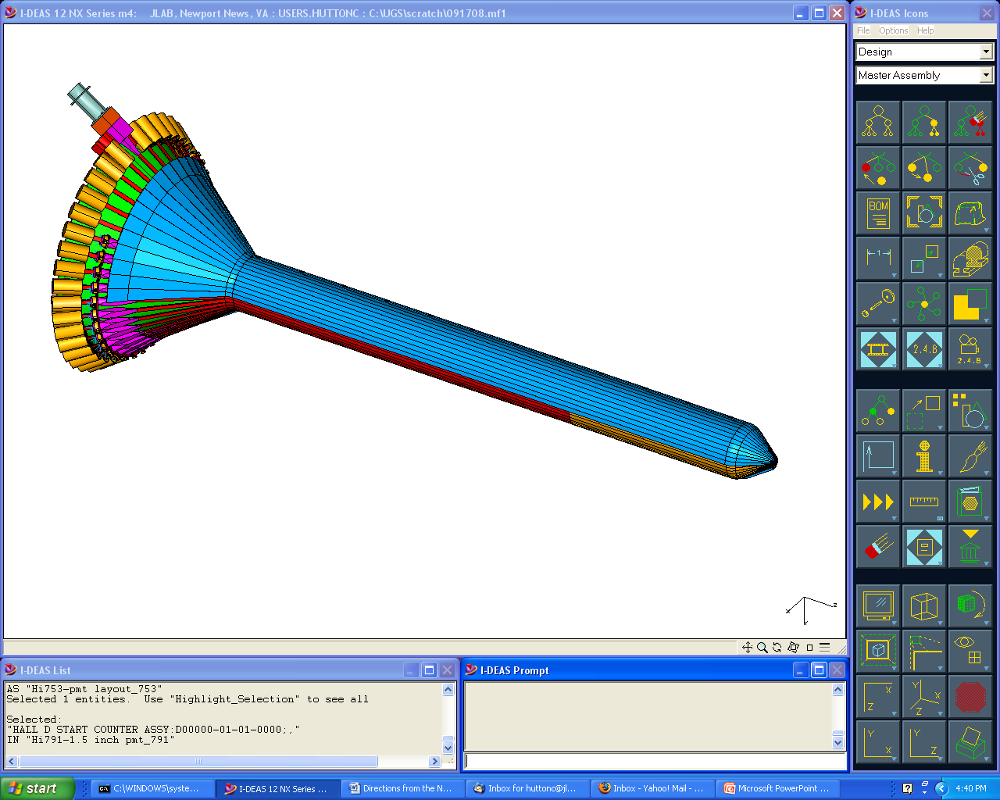 I-DEAS 12 NX Series m4:    JLAB, Newport News, VA : USERS.HUTTONC : C:\UGS\scratch\091708.mf1
I-DEAS Icons
File Options Help
Design
Master Assembly
BOM
1
2.4.B
2.4.B
X
Z
Y
X
Z
Y
X
Z
Y
X
Y
Z
Z
X
Y
I-DEAS List
AS "Hi753-pmt layout_753"
Selected 1 entities.  Use "Highlight_Selection" to see all
Selected:
"HALL D START COUNTER ASSY:D00000-01-01-0000;,"
IN "Hi791-1.5 inch pmt_791"
I-DEAS Prompt
start
C:\WINDOWS\syste...
I-DEAS 12 NX Series ...
Directions from the N...
Inbox for huttonc@jl...
Inbox - Yahoo! Mail - ...
Microsoft PowerPoint ...
4:40 PM